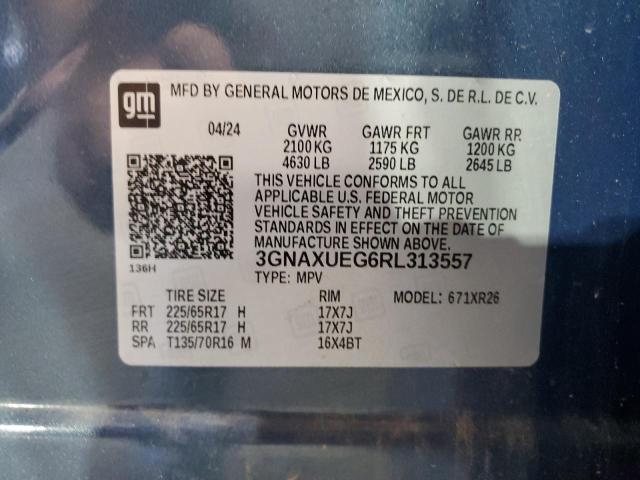 gm
MFD BY GENERAL MOTORS DE MEXICO, S. DE R.L. DE C.V.
04/24 GVWR GAWR FRT GAWR RR
2100 KG 1175 KG 1200 KG
4630 LB 2590 LB 2645 LB
THIS VEHICLE CONFORMS TO ALL
APPLICABLE U.S. FEDERAL MOTOR
VEHICLE SAFETY AND THEFT PREVENTION
STANDARDS IN EFFECT ON THE DATE OF
MANUFACTURE SHOWN ABOVE.
3GNAXUEG6RL313557
136H
TYPE: MPV
TIRE SIZE RIM MODEL: 671XR26
FRT 225/65R17 H 17X7J
RR 225/65R17 H 17X7J
SPA T135/70R16 M 16X4BT